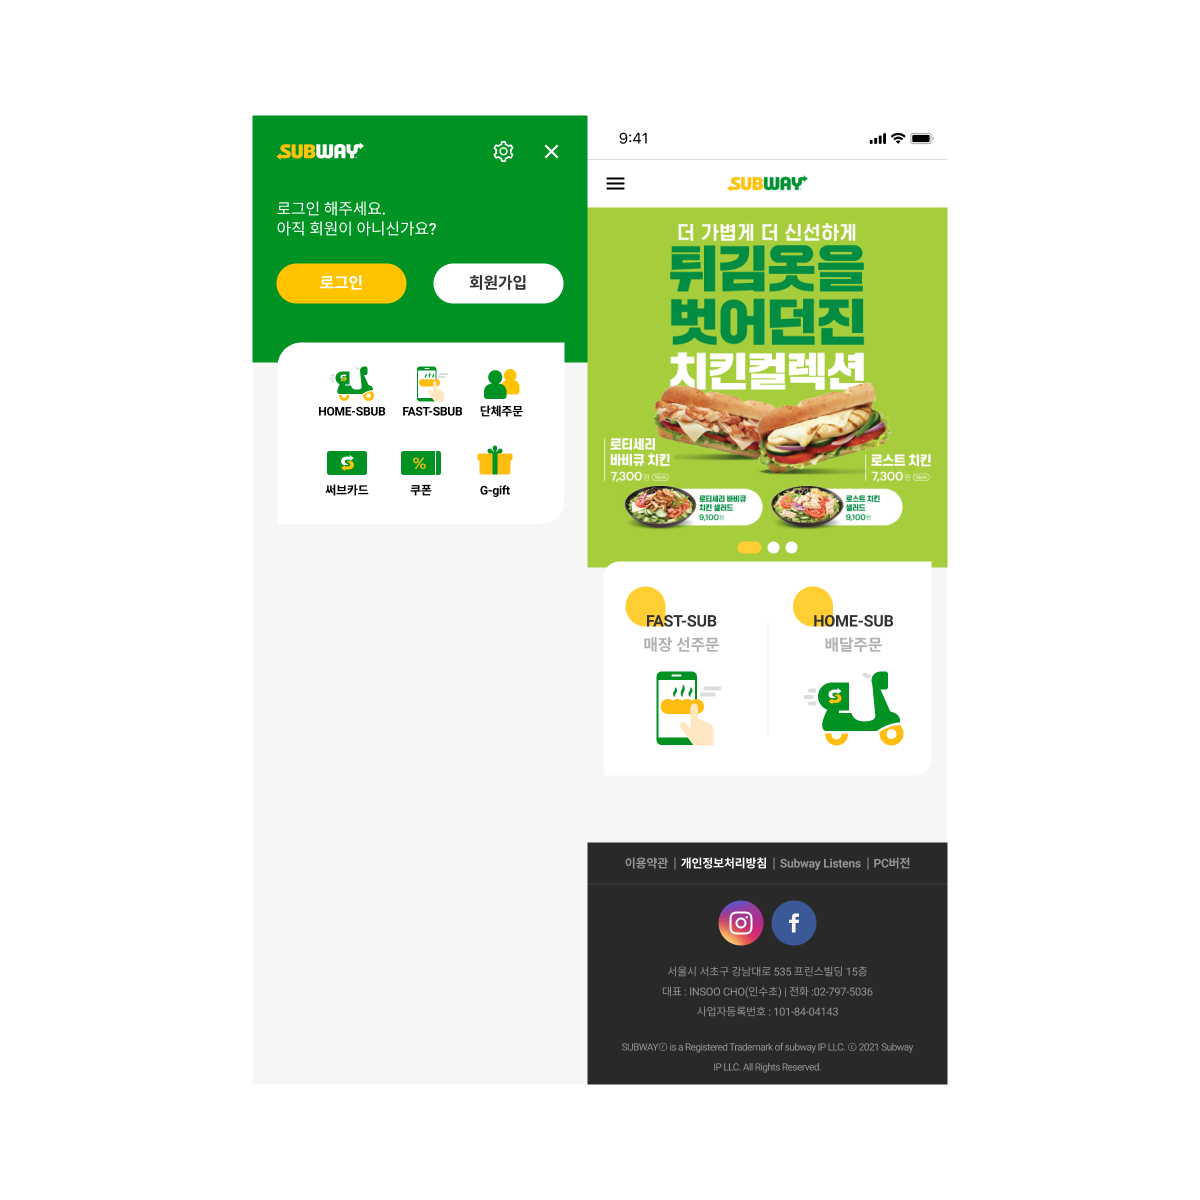 SUBWAY
로그인 해주세요.
아직 회원이 아니신가요?
로그인
회원가입
HOME-SBUB
FAST-SBUB
단체주문
써브카드
%
쿠폰
G-gift
9:41
SUBWAY
더 가볍게 더 신선하게
튀김옷을
벗어던진
치킨컬렉션
로티세리
바비큐 치킨
7,300원
로스트 치킨
7,300원
로티세리 바비큐
치킨 샐러드
9,100원
로스트 치킨
샐러드
9,100원
FAST-SUB
매장 선주문
HOME-SUB
배달주문
이용약관 | 개인정보처리방침 | Subway Listens | PC버전
서울시 서초구 강남대로 535 프린스빌딩 15층
대표 : INSOO CHO(인수초) | 전화 :02-797-5036
사업자등록번호 : 101-84-04143
SUBWAYⓡ is a Registered Trademark of subway IP LLC. ⓒ 2021 Subway
IP LLC. All Rights Reserved.